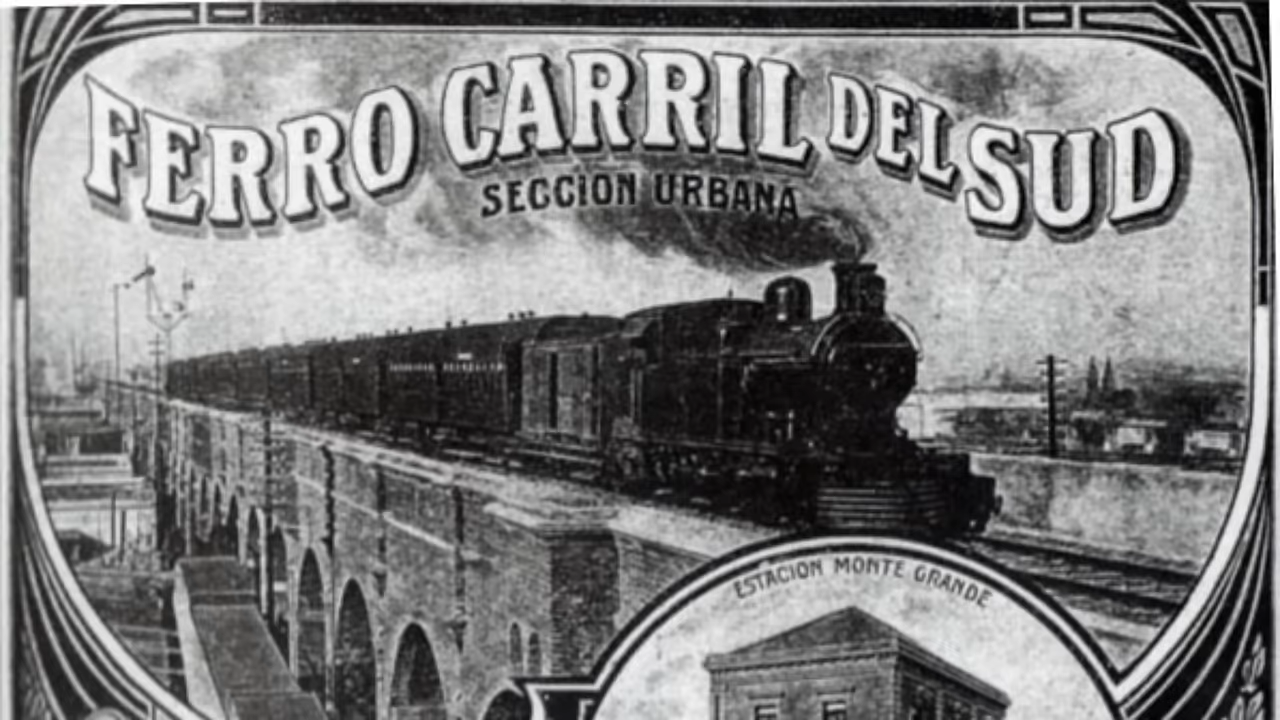 FERRO CARRIL DEL SUD
SECCION URBANA
ESTACION MONTE GRANDE